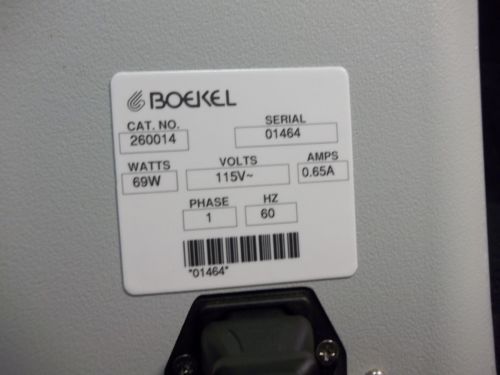 BOEKEL
CAT. NO. SERIAL
260014 01464
WATTS VOLTS AMPS
69W 115V~ 0.65A
PHASE HZ
1 60
*01464*